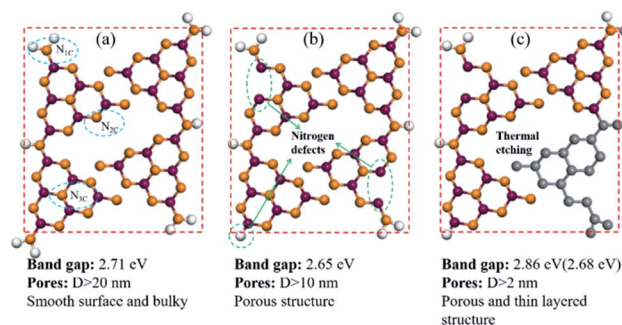 (a)
N1C
N2C
N3C
Band gap: 2.71 eV
Pores: D>20 nm
Smooth surface and bulky
(b)
Nitrogen
defects
Band gap: 2.65 eV
Pores: D>10 nm
Porous structure
(c)
Thermal
etching
Band gap: 2.86 eV(2.68 eV)
Pores: D>2 nm
Porous and thin layered
structure